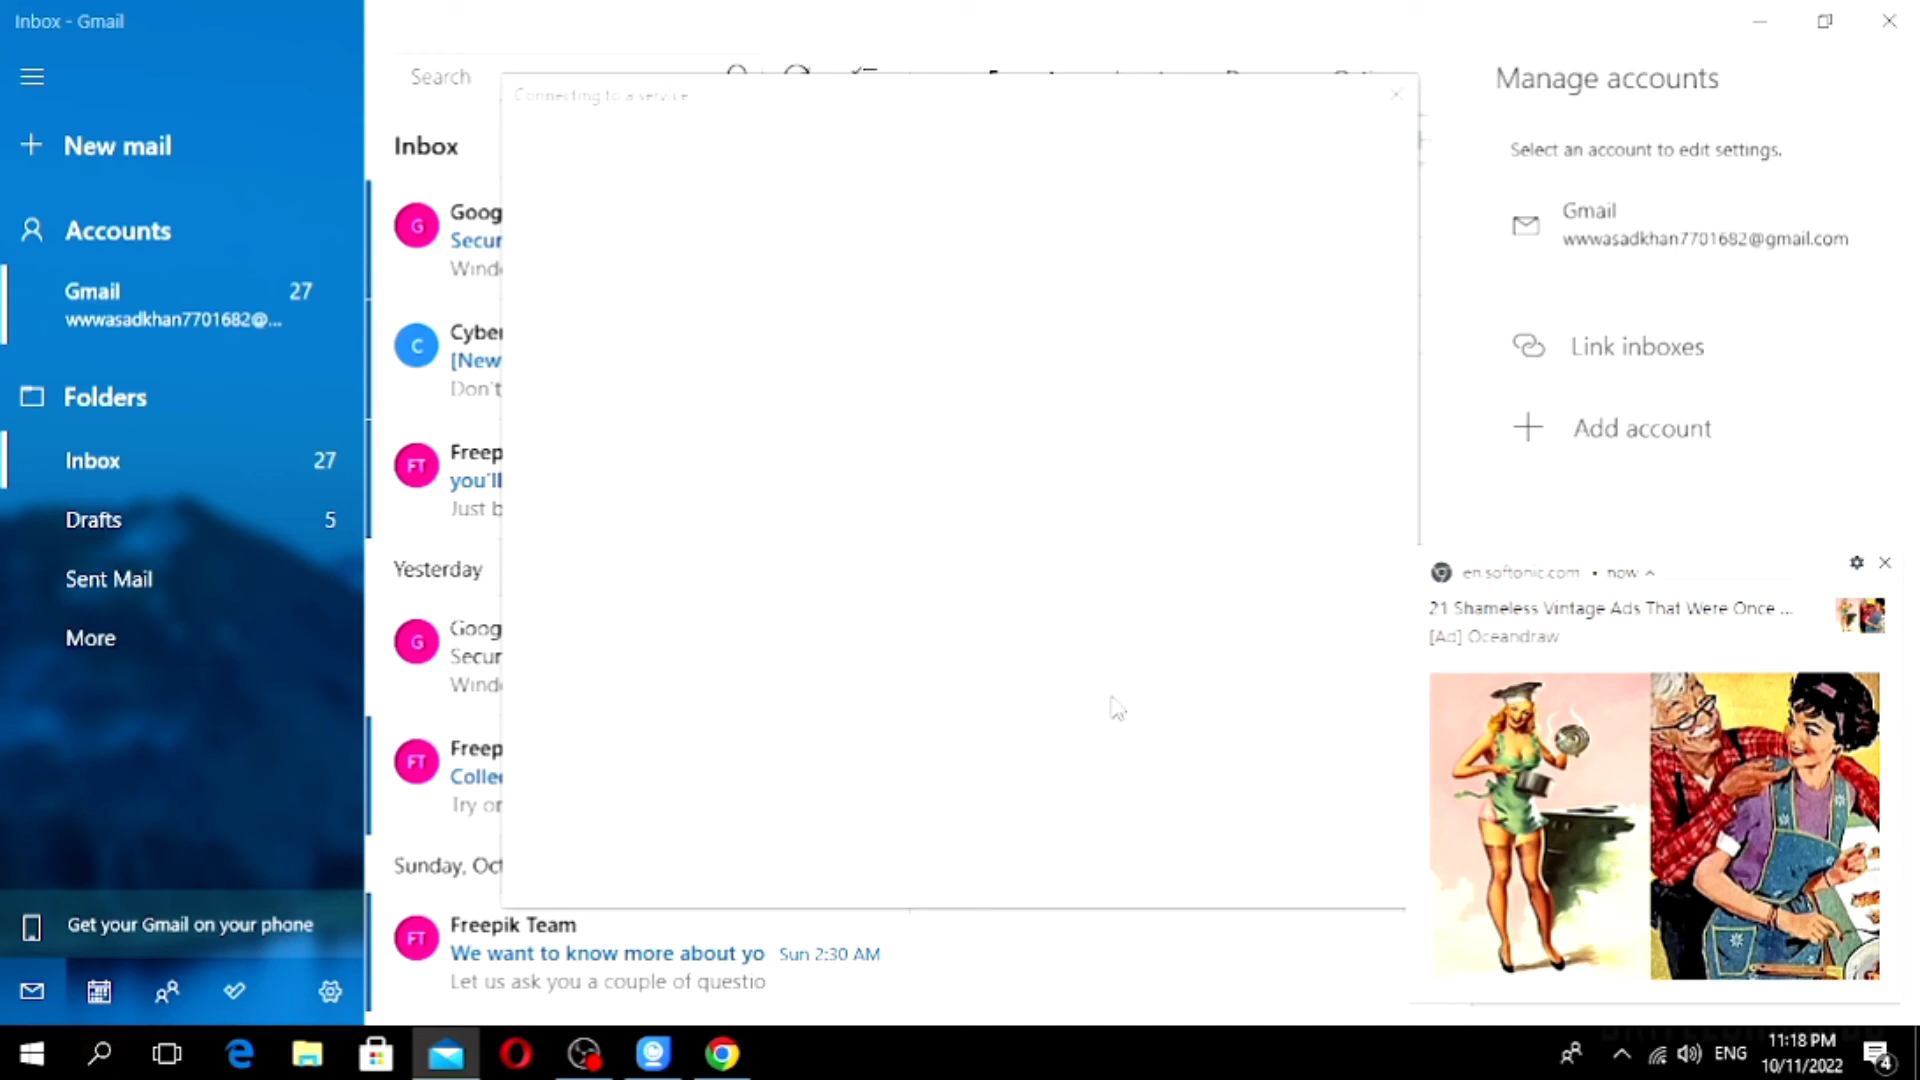 Inbox - Gmail
New mail
Accounts
Gmail 27
wwwasadkhan7701682@...
Folders
Inbox 27
Drafts 5
Sent Mail
More
Get your Gmail on your phone
Search
Inbox
G
Goog
Secur
Wind
C
Cyber
[New
Don't
FT
Freep
you'll
Just b
Yesterday
G
Goog
Secur
Wind
FT
Freep
Colle
Try or
Sunday, Oct
FT
Freepik Team
We want to know more about yo Sun 2:30 AM
Let us ask you a couple of questio
Connecting to a service
Manage accounts
Select an account to edit settings.
Gmail
wwwasadkhan7701682@gmail.com
Link inboxes
Add account
en.softonic.com • now
21 Shameless Vintage Ads That Were Once ...
[Ad] Oceandraw
ENG
11:18 PM
10/11/2022
4